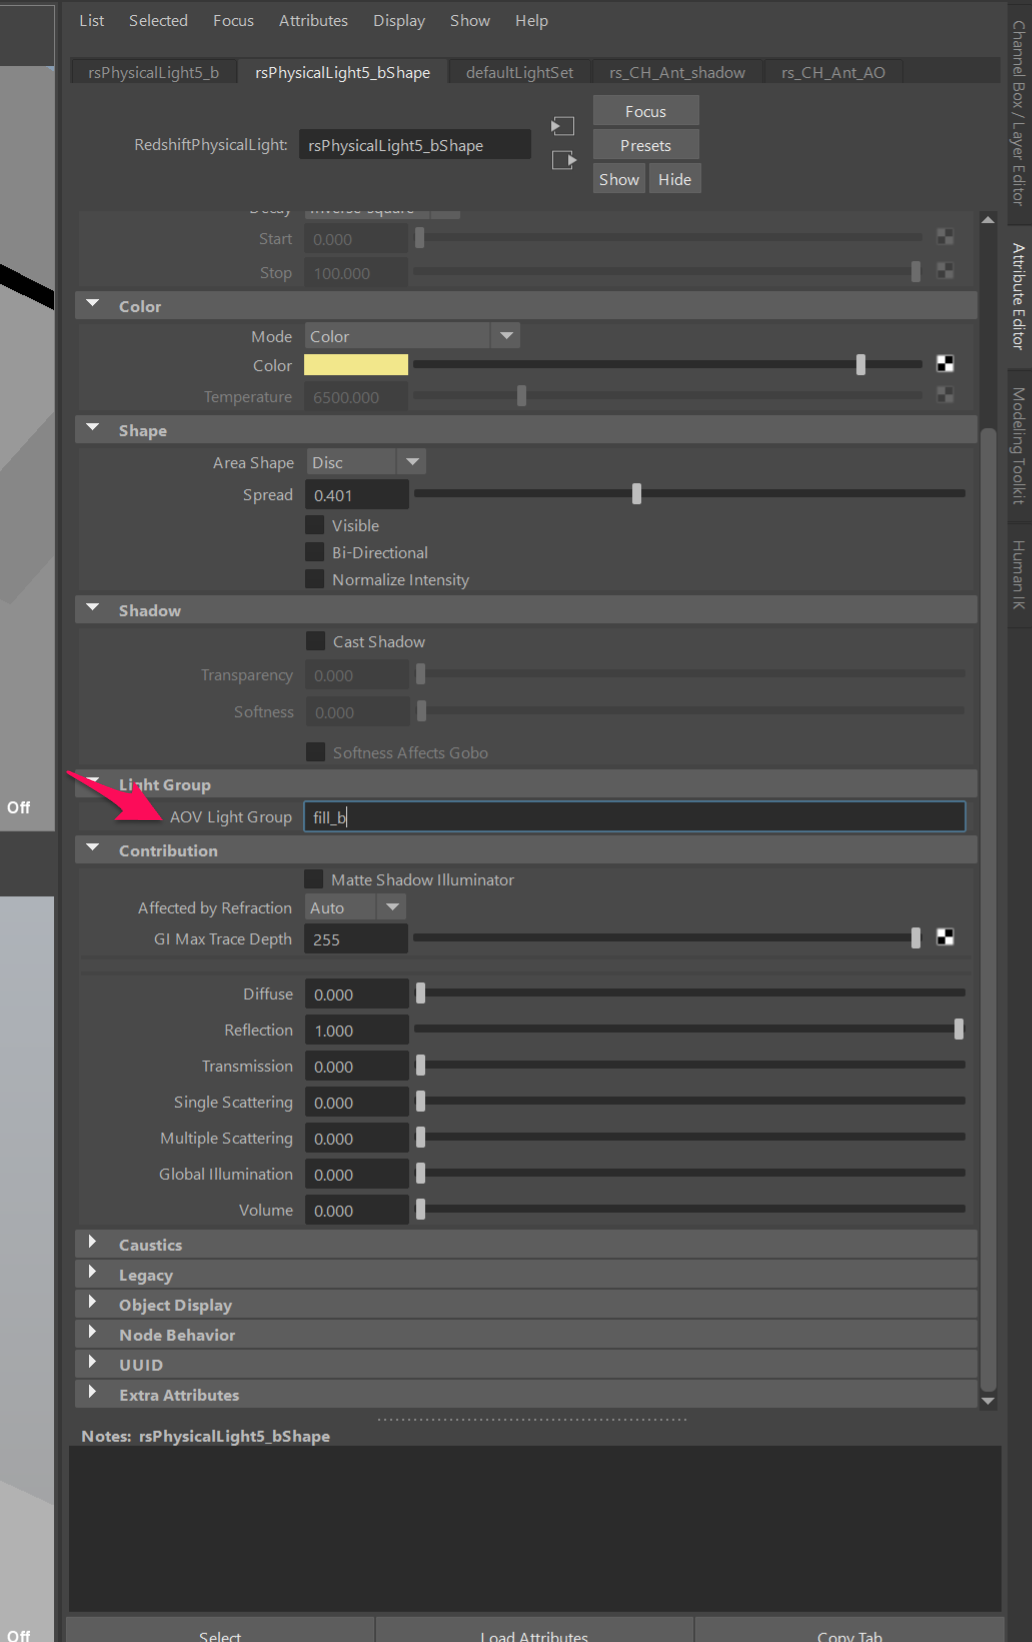 List Selected Focus Attributes Display Show Help
rsPhysicalLight5_b rsPhysicalLight5_bShape defaultLightSet rs_CH_Ant_shadow rs_CH_Ant_AO
Focus
RedshiftPhysicalLight: rsPhysicalLight5_bShape Presets
Show Hide
Decay Inverse-square
Start 0.000
Stop 100.000
Color
Mode Color
Color
Temperature 6500.000
Shape
Area Shape Disc
Spread 0.401
Visible
Bi-Directional
Normalize Intensity
Shadow
Cast Shadow
Transparency 0.000
Softness 0.000
Softness Affects Gobo
Light Group
Off
AOV Light Group fill_b
Contribution
Matte Shadow Illuminator
Affected by Refraction Auto
GI Max Trace Depth 255
Diffuse 0.000
Reflection 1.000
Transmission 0.000
Single Scattering 0.000
Multiple Scattering 0.000
Global Illumination 0.000
Volume 0.000
Caustics
Legacy
Object Display
Node Behavior
UUID
Extra Attributes
Notes: rsPhysicalLight5_bShape
Off
Select Load Attributes Copy Tab
Channel Box / Layer Editor
Attribute Editor
Modeling Toolkit
Human IK